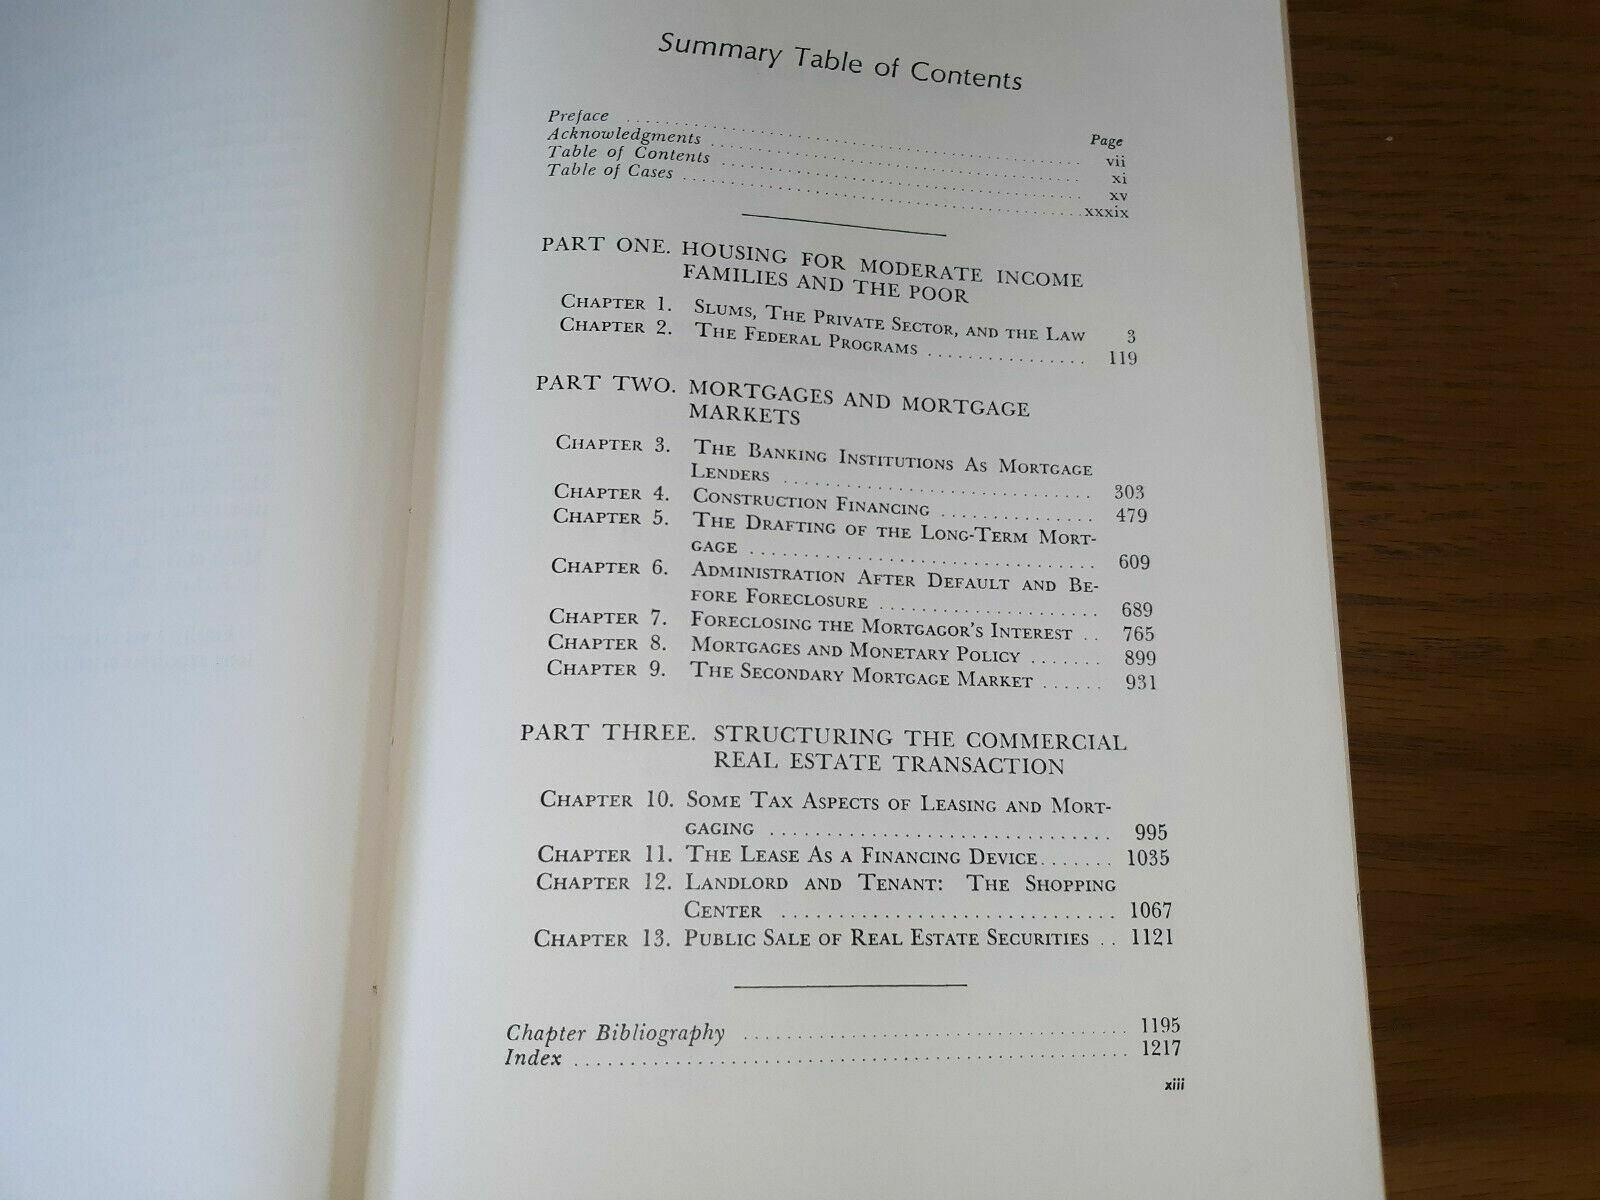 Summary Table of Contents
Page
Preface .......... vii
Acknowledgments .......... xi
Table of Contents .......... xv
Table of Cases .......... xxxix
PART ONE. HOUSING FOR MODERATE INCOME
FAMILIES AND THE POOR
CHAPTER 1. SLUMS, THE PRIVATE SECTOR, AND THE LAW 3
CHAPTER 2. THE FEDERAL PROGRAMS .......... 119
PART TWO. MORTGAGES AND MORTGAGE
MARKETS
CHAPTER 3. THE BANKING INSTITUTIONS AS MORTGAGE
LENDERS .......... 303
CHAPTER 4. CONSTRUCTION FINANCING .......... 479
CHAPTER 5. THE DRAFTING OF THE LONG-TERM MORT-
GAGE .......... 609
CHAPTER 6. ADMINISTRATION AFTER DEFAULT AND BE-
FORE FORECLOSURE .......... 689
CHAPTER 7. FORECLOSING THE MORTGAGOR'S INTEREST .. 765
CHAPTER 8. MORTGAGES AND MONETARY POLICY ....... 899
CHAPTER 9. THE SECONDARY MORTGAGE MARKET ...... 931
PART THREE. STRUCTURING THE COMMERCIAL
REAL ESTATE TRANSACTION
CHAPTER 10. SOME TAX ASPECTS OF LEASING AND MORT-
GAGING .......... 995
CHAPTER 11. THE LEASE AS A FINANCING DEVICE....... 1035
CHAPTER 12. LANDLORD AND TENANT: THE SHOPPING
CENTER .......... 1067
CHAPTER 13. PUBLIC SALE OF REAL ESTATE SECURITIES .. 1121
Chapter Bibliography .......... 1195
Index .......... 1217
xiii